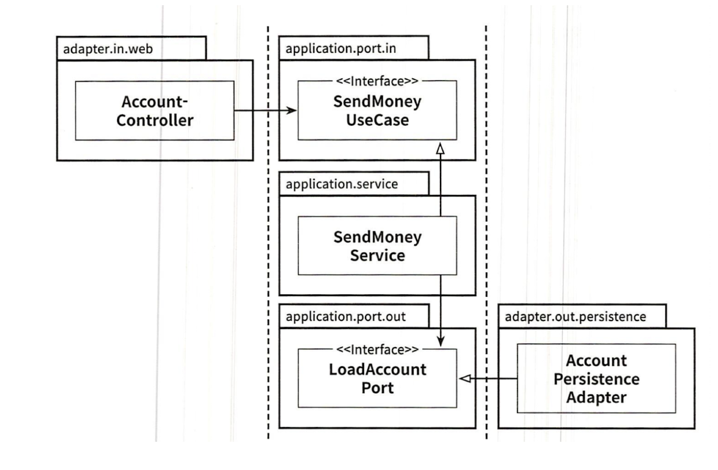 adapter.in.web
Account-
Controller
application.port.in
<<Interface>>
SendMoney
UseCase
application.service
SendMoney
Service
application.port.out
<<Interface>>
LoadAccount
Port
adapter.out.persistence
Account
Persistence
Adapter